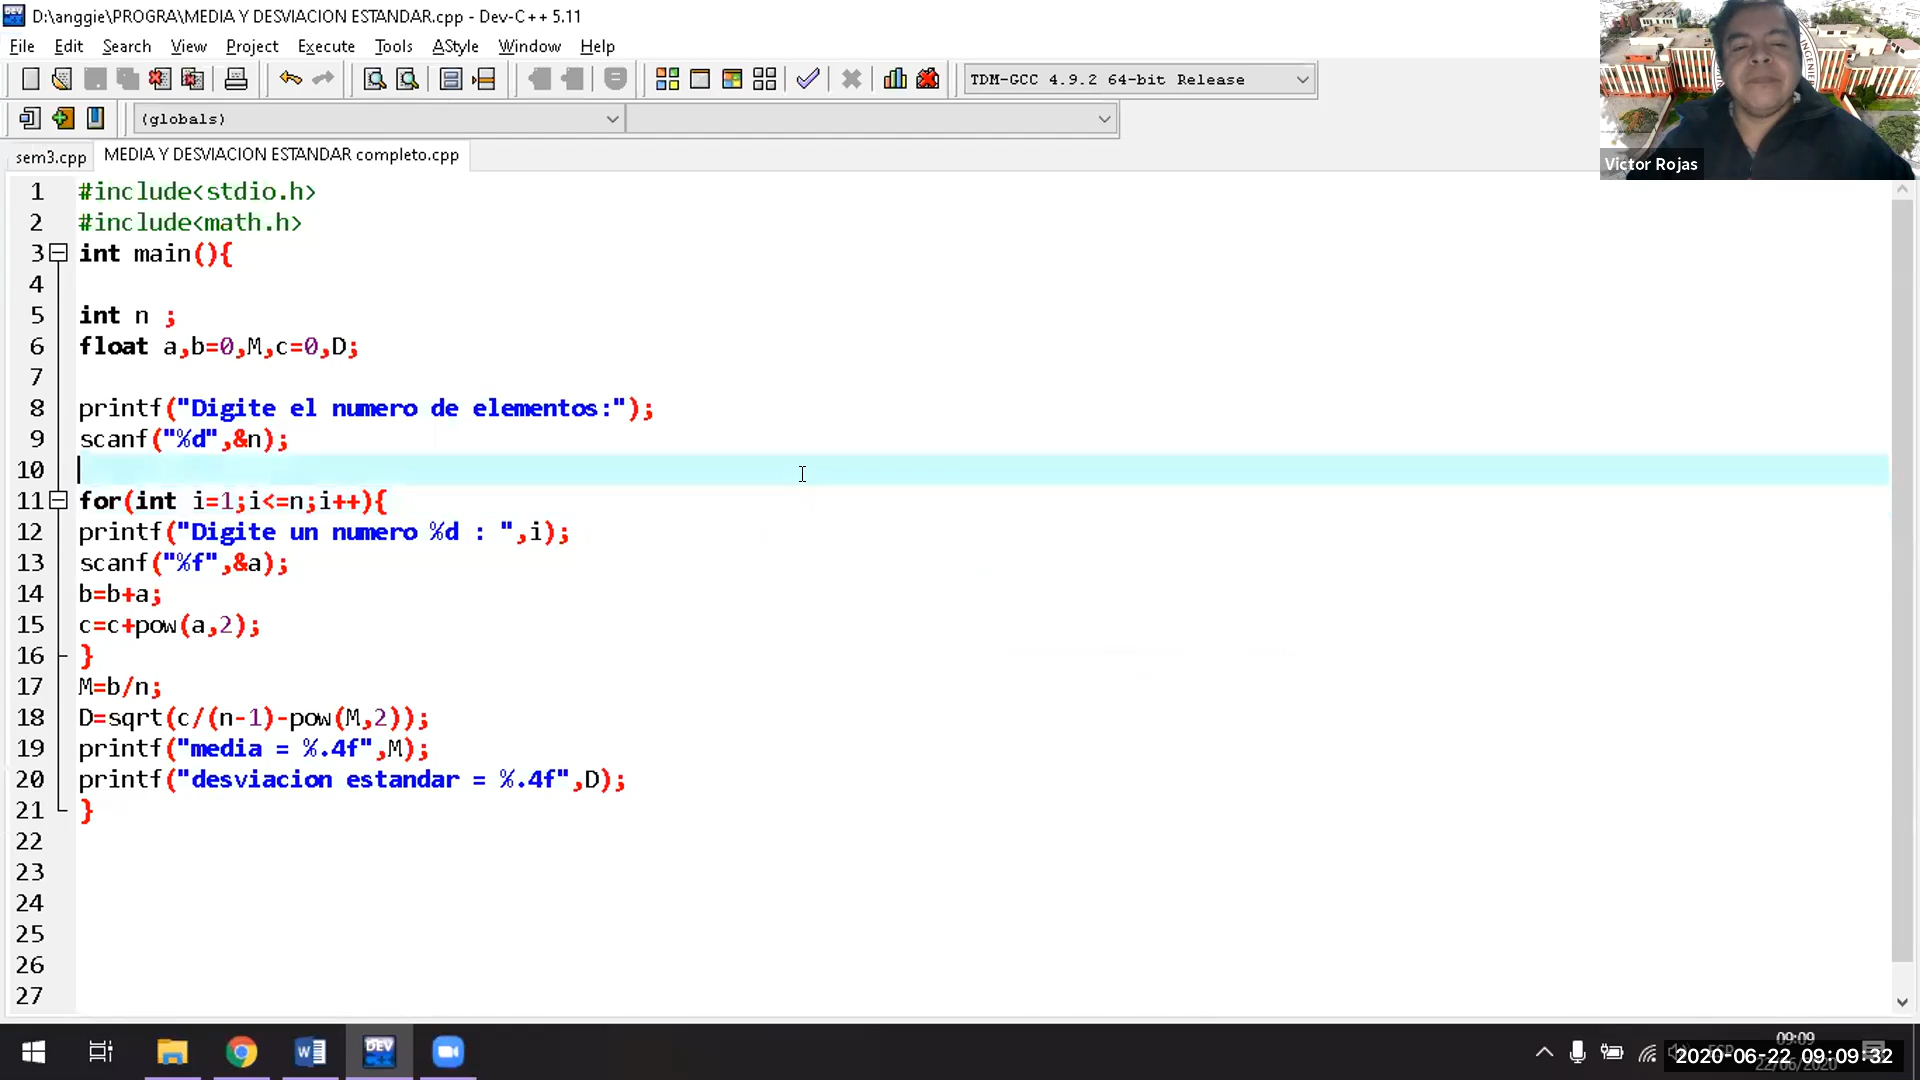 D:\anggie\PROGRA\MEDIA Y DESVIACION ESTANDAR.cpp - Dev-C++ 5.11
File Edit Search View Project Execute Tools AStyle Window Help
TDM-GCC 4.9.2 64-bit Release
(globals)
Victor Rojas
sem3.cpp MEDIA Y DESVIACION ESTANDAR completo.cpp
1 #include<stdio.h>
2 #include<math.h>
3 int main(){
4
5 int n ;
6 float a,b=0,M,c=0,D;
7
8 printf("Digite el numero de elementos:");
9 scanf("%d",&n);
10
11 for(int i=1;i<=n;i++){
12 printf("Digite un numero %d : ",i);
13 scanf("%f",&a);
14 b=b+a;
15 c=c+pow(a,2);
16 }
17 M=b/n;
18 D=sqrt(c/(n-1)-pow(M,2));
19 printf("media = %.4f",M);
20 printf("desviacion estandar = %.4f",D);
21 }
22
23
24
25
26
27
09:09
2020-06-22 09:09:32